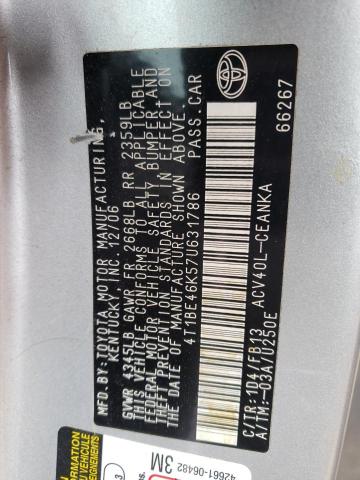 MFD.BY:TOYOTA MOTOR MANUFACTURING,
KENTUCKY, INC. 12/06
GVWR 4345LB GAWR FR 2668LB RR 2359LB
THIS VEHICLE CONFORMS TO ALL APPLICABLE
FEDERAL MOTOR VEHICLE SAFETY, BUMPER, AND
THEFT PREVENTION STANDARDS IN EFFECT ON
THE DATE OF MANUFACTURE SHOWN ABOVE.
4T1BE46K57U631786 PASS.CAR
C/TR:1D4/FB13 ACV40L-CEANKA
A/TM:-03A/U250E
66267
INFORMATION
VÉHICULE
42661-06482
3M